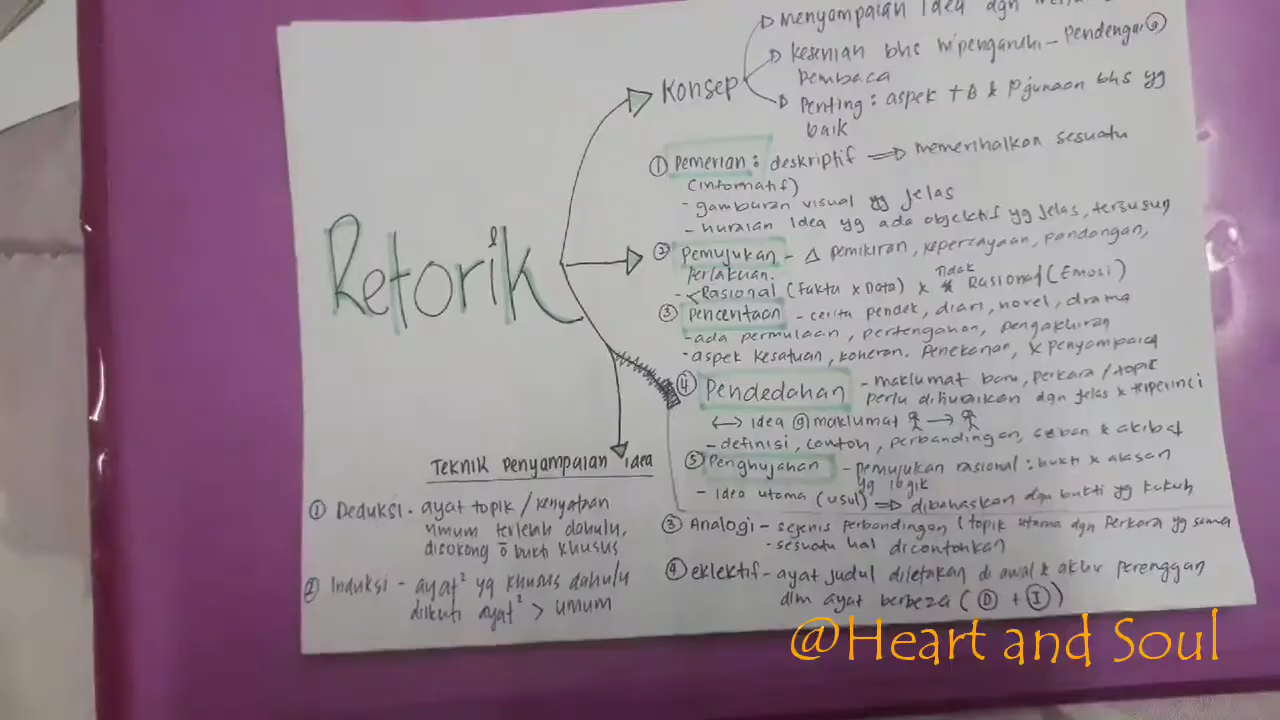 Retorik
Konsep
menyampaian idea dgn
kesenian bhs m'pengaruhi - pendengar @
pembaca
Penting : aspek TB & p'gunaan bhs yg
baik
① Pemerian : deskriptif ⇒ memerihalkan sesuatu
(informatif)
- gambaran visual yg jelas
- huraian idea yg ada objektif yg jelas, tersusun
② Pemujukan - Δ pemikiran, kepercayaan, pandangan,
perlakuan.
- Rasional (fakta & Data) & Tidak Rasional (Emosi)
③ Penceritaan - cerita pendek, diari, novel, drama
- ada permulaan, pertengahan, pengakhiran
- aspek kesatuan, koheran, penekanan, & penyampaian
④ Pendedahan - maklumat baru, perkara / topik
perlu dihuraikan dgn jelas & terperinci
↔ idea @ maklumat →
- definisi, contoh, perbandingan, sebab & akibat
⑤ Penghujahan - pemujukan rasional : bukti & alasan
yg logik
- Idea utama (usul) ⇒ dibahaskan dgn bukti yg kukuh
Teknik Penyampaian Idea
① Deduksi - ayat topik / kenyataan
umum terlebih dahulu,
disokong bukti khusus
② Induksi - ayat² yg khusus dahulu
diikuti ayat² > umum
③ Analogi - sejenis perbandingan (topik utama dgn perkara yg sama
- sesuatu hal dicontohkan
④ eklektif - ayat judul diletakan di awal & akhir perenggan
dlm ayat berbeza (Ⓓ + Ⓘ)
@Heart and Soul